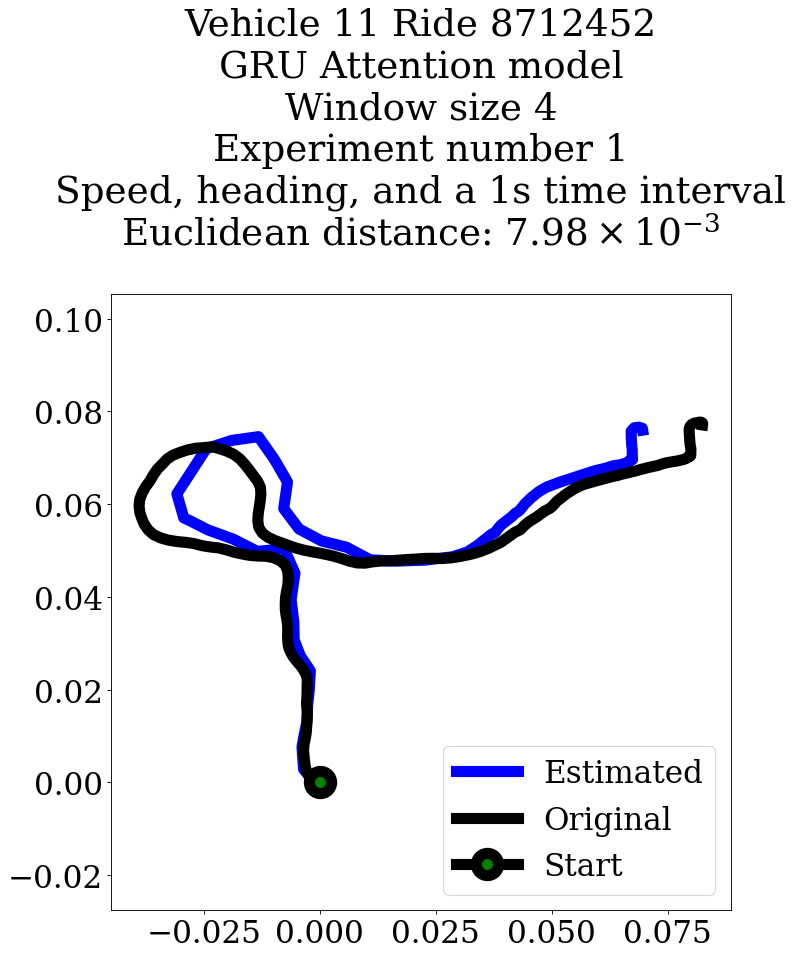 Vehicle 11 Ride 8712452
GRU Attention model
Window size 4
Experiment number 1
Speed, heading, and a 1s time interval
Euclidean distance: 7.98 × 10⁻³
0.10
0.08
0.06
0.04
0.02
0.00
−0.02
Estimated
Original
Start
−0.025 0.000 0.025 0.050 0.075